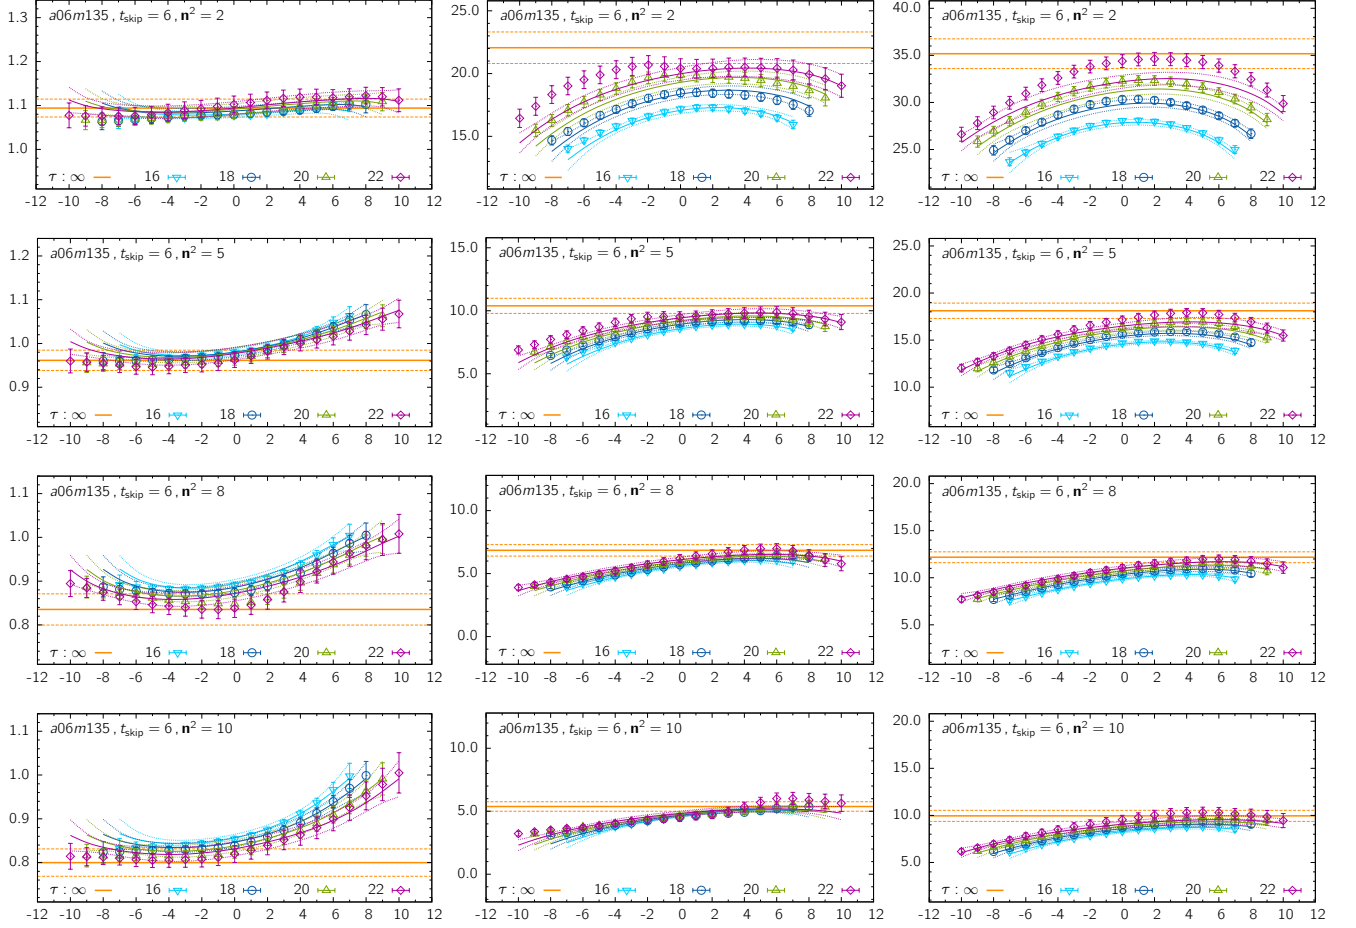 a06m135, t_skip = 6, n² = 2
1.3
1.2
1.1
1.0
τ : ∞ 16 18 20 22
-12 -10 -8 -6 -4 -2 0 2 4 6 8 10 12
a06m135, t_skip = 6, n² = 2
25.0
20.0
15.0
τ : ∞ 16 18 20 22
-12 -10 -8 -6 -4 -2 0 2 4 6 8 10 12
a06m135, t_skip = 6, n² = 2
40.0
35.0
30.0
25.0
τ : ∞ 16 18 20 22
-12 -10 -8 -6 -4 -2 0 2 4 6 8 10 12
a06m135, t_skip = 6, n² = 5
1.2
1.1
1.0
0.9
τ : ∞ 16 18 20 22
-12 -10 -8 -6 -4 -2 0 2 4 6 8 10 12
a06m135, t_skip = 6, n² = 5
15.0
10.0
5.0
τ : ∞ 16 18 20 22
-12 -10 -8 -6 -4 -2 0 2 4 6 8 10 12
a06m135, t_skip = 6, n² = 5
25.0
20.0
15.0
10.0
τ : ∞ 16 18 20 22
-12 -10 -8 -6 -4 -2 0 2 4 6 8 10 12
a06m135, t_skip = 6, n² = 8
1.1
1.0
0.9
0.8
τ : ∞ 16 18 20 22
-12 -10 -8 -6 -4 -2 0 2 4 6 8 10 12
a06m135, t_skip = 6, n² = 8
10.0
5.0
0.0
τ : ∞ 16 18 20 22
-12 -10 -8 -6 -4 -2 0 2 4 6 8 10 12
a06m135, t_skip = 6, n² = 8
20.0
15.0
10.0
5.0
τ : ∞ 16 18 20 22
-12 -10 -8 -6 -4 -2 0 2 4 6 8 10 12
a06m135, t_skip = 6, n² = 10
1.1
1.0
0.9
0.8
τ : ∞ 16 18 20 22
-12 -10 -8 -6 -4 -2 0 2 4 6 8 10 12
a06m135, t_skip = 6, n² = 10
10.0
5.0
0.0
τ : ∞ 16 18 20 22
-12 -10 -8 -6 -4 -2 0 2 4 6 8 10 12
a06m135, t_skip = 6, n² = 10
20.0
15.0
10.0
5.0
τ : ∞ 16 18 20 22
-12 -10 -8 -6 -4 -2 0 2 4 6 8 10 12